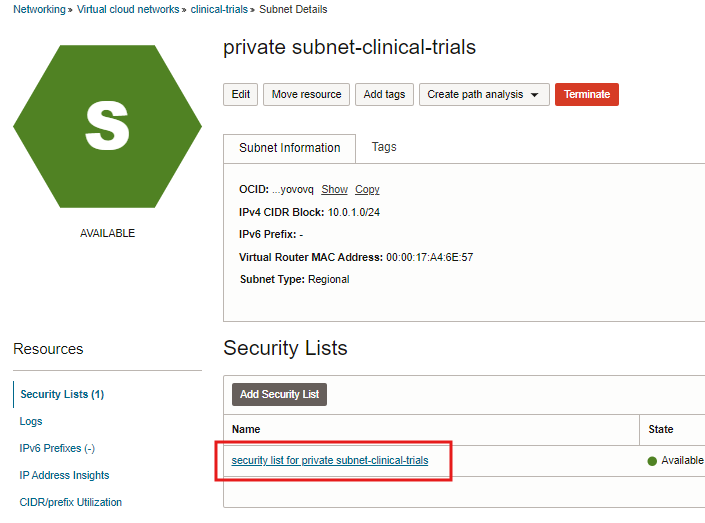 Networking » Virtual cloud networks » clinical-trials » Subnet Details
S
AVAILABLE
private subnet-clinical-trials
Edit Move resource Add tags Create path analysis Terminate
Subnet Information Tags
OCID: ...yovovq Show Copy
IPv4 CIDR Block: 10.0.1.0/24
IPv6 Prefix: -
Virtual Router MAC Address: 00:00:17:A4:6E:57
Subnet Type: Regional
Resources
Security Lists (1)
Logs
IPv6 Prefixes (-)
IP Address Insights
CIDR/prefix Utilization
Security Lists
Add Security List
Name State
security list for private subnet-clinical-trials Available